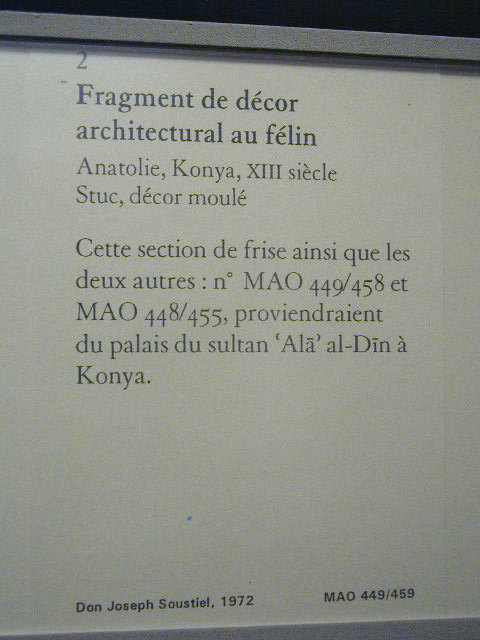 2
Fragment de décor
architectural au félin
Anatolie, Konya, XIII siècle
Stuc, décor moulé
Cette section de frise ainsi que les
deux autres : n° MAO 449/458 et
MAO 448/455, proviendraient
du palais du sultan ʿAlāʾ al-Dīn à
Konya.
Don Joseph Soustiel, 1972
MAO 449/459